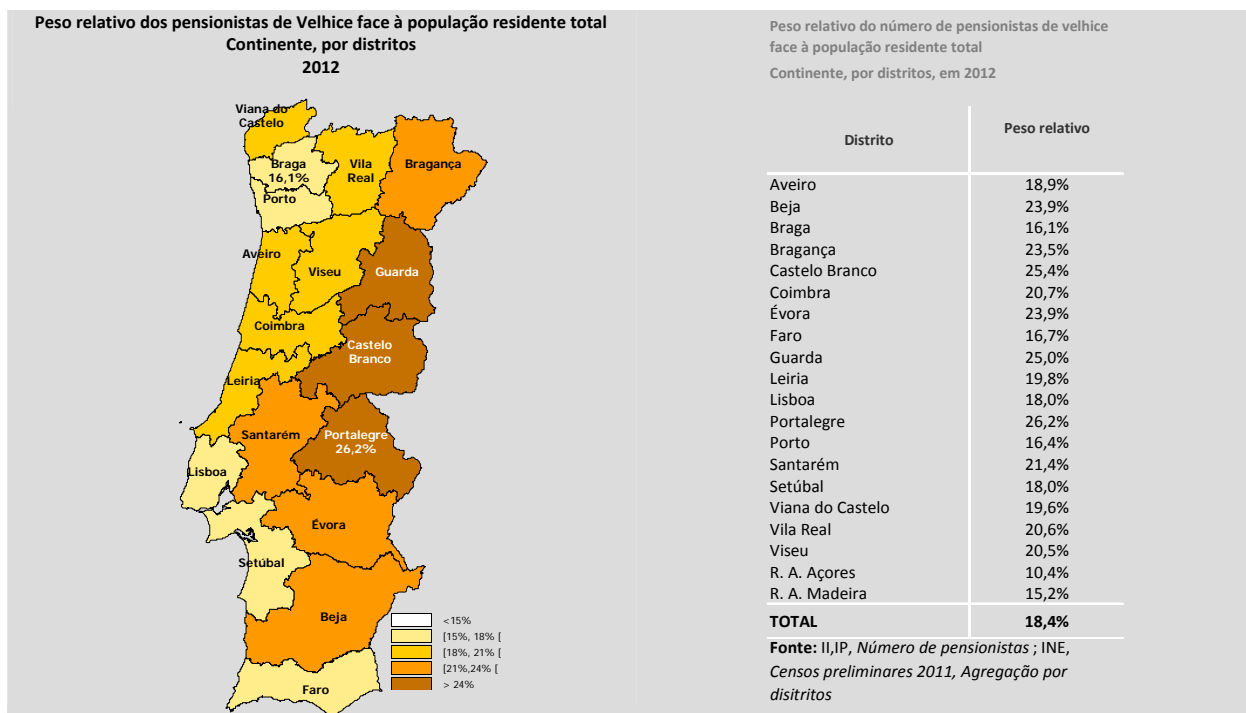 Peso relativo dos pensionistas de Velhice face à população residente total
Continente, por distritos
2012
Viana do
Castelo
Braga
16,1%
Vila
Real
Bragança
Porto
Aveiro
Viseu
Guarda
Coimbra
Castelo
Branco
Leiria
Santarém
Portalegre
26,2%
Lisboa
Évora
Setúbal
Beja
Faro
<15%
[15%, 18% [
[18%, 21% [
[21%,24% [
> 24%
Peso relativo do número de pensionistas de velhice
face à população residente total
Continente, por distritos, em 2012
Distrito Peso relativo
Aveiro 18,9%
Beja 23,9%
Braga 16,1%
Bragança 23,5%
Castelo Branco 25,4%
Coimbra 20,7%
Évora 23,9%
Faro 16,7%
Guarda 25,0%
Leiria 19,8%
Lisboa 18,0%
Portalegre 26,2%
Porto 16,4%
Santarém 21,4%
Setúbal 18,0%
Viana do Castelo 19,6%
Vila Real 20,6%
Viseu 20,5%
R. A. Açores 10,4%
R. A. Madeira 15,2%
TOTAL 18,4%
Fonte: II,IP, Número de pensionistas ; INE,
Censos preliminares 2011, Agregação por
disitritos